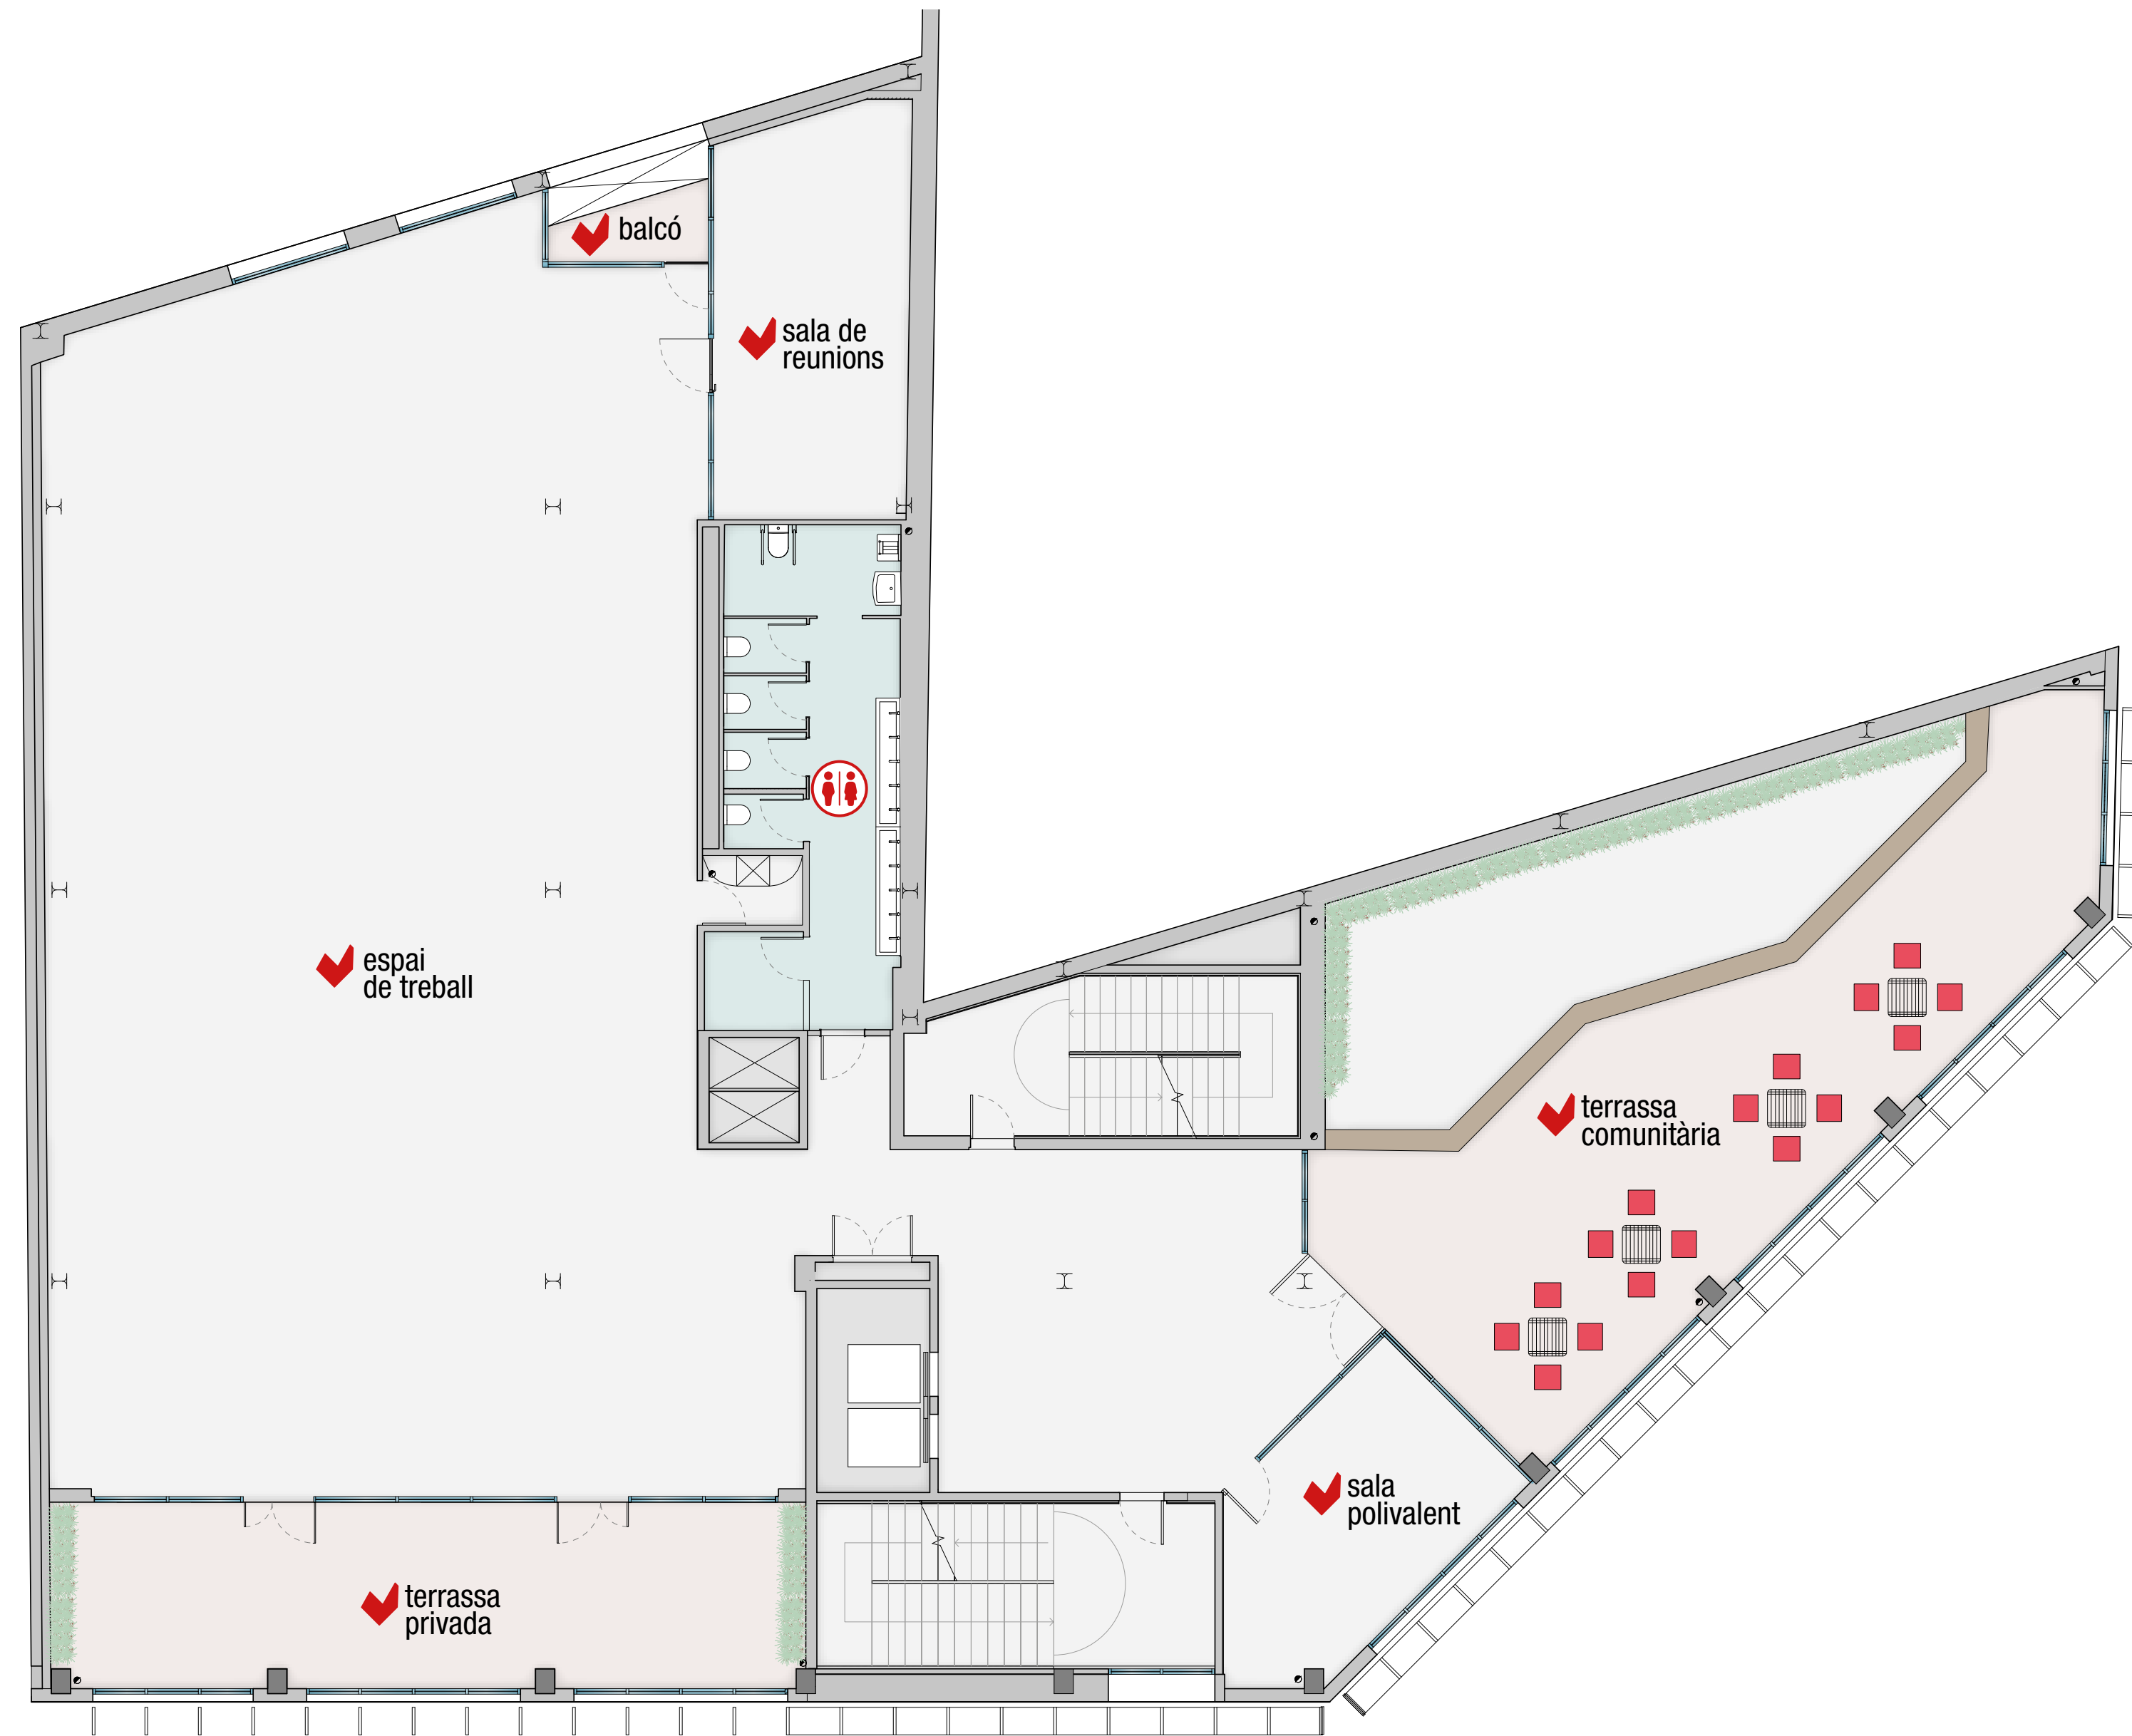 balcó
sala de
reunions
espai
de treball
terrassa
comunitària
sala
polivalent
terrassa
privada